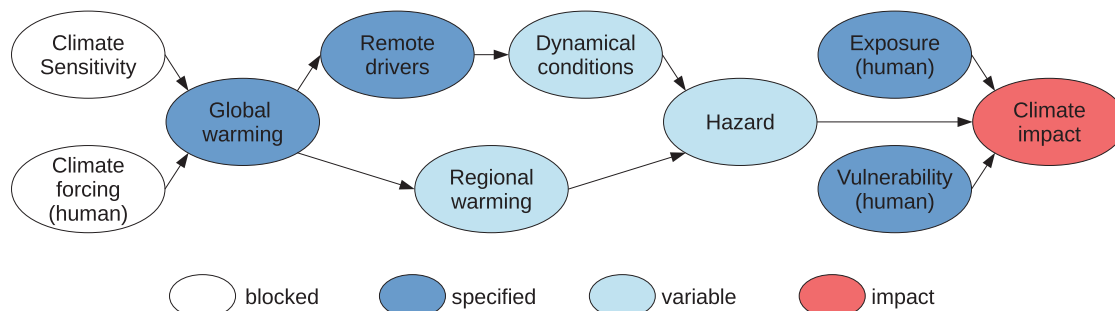 Climate
Sensitivity
Remote
drivers
Dynamical
conditions
Exposure
(human)
Global
warming
Hazard
Climate
impact
Climate
forcing
(human)
Regional
warming
Vulnerability
(human)
blocked
specified
variable
impact